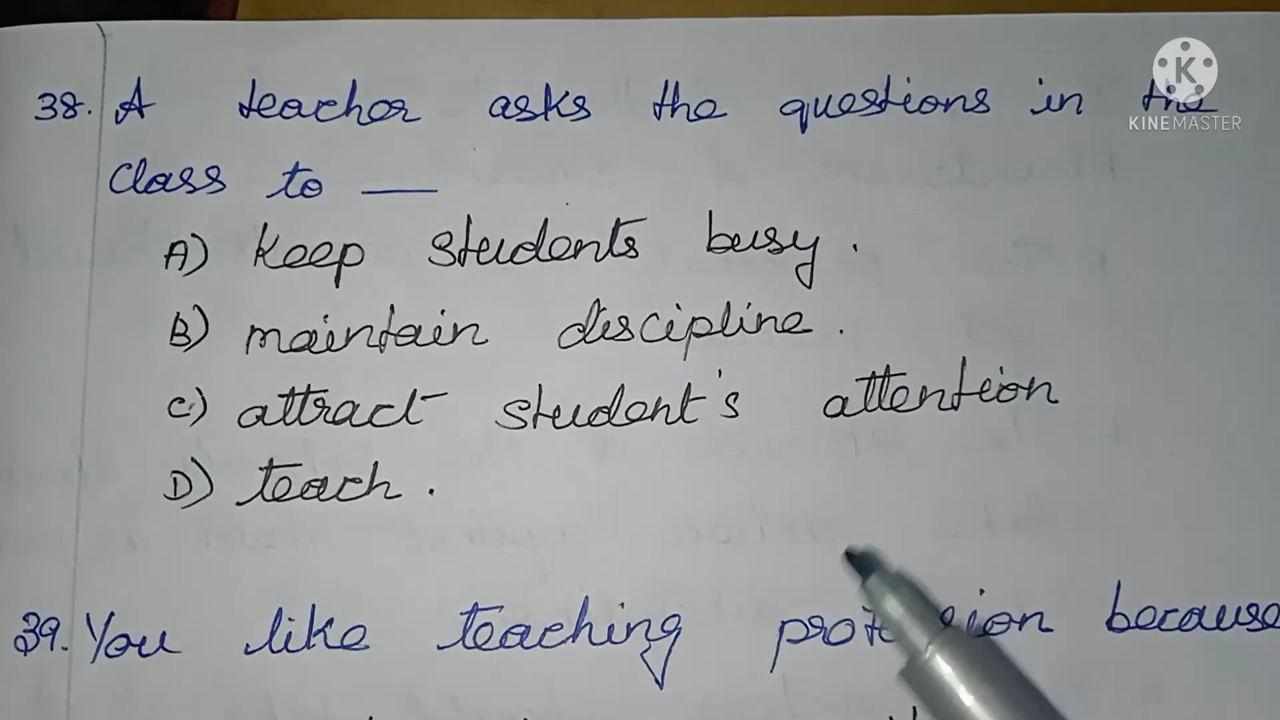 38. A teacher asks the questions in the
class to —
A) keep students busy.
B) maintain discipline.
C) attract student's attention
D) teach.
39. You like teaching because
K
KINEMASTER